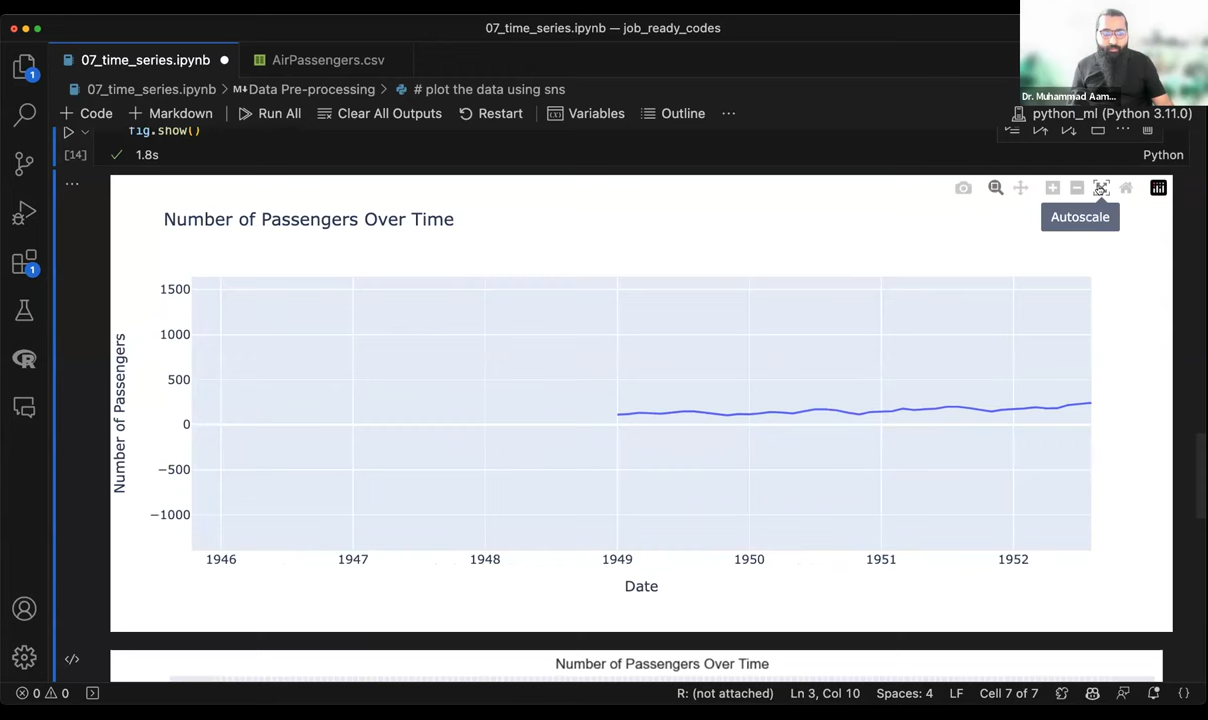 07_time_series.ipynb — job_ready_codes
Dr. Muhammad Aam...
07_time_series.ipynb
AirPassengers.csv
07_time_series.ipynb > M↓Data Pre-processing > # plot the data using sns
+ Code + Markdown Run All Clear All Outputs Restart Variables Outline ...
python_ml (Python 3.11.0)
fig.show()
[14] 1.8s Python
1
1
Autoscale
Number of Passengers Over Time
Number of Passengers
1500
1000
500
0
−500
−1000
1946 1947 1948 1949 1950 1951 1952
Date
Number of Passengers Over Time
0 0 R: (not attached) Ln 3, Col 10 Spaces: 4 LF Cell 7 of 7